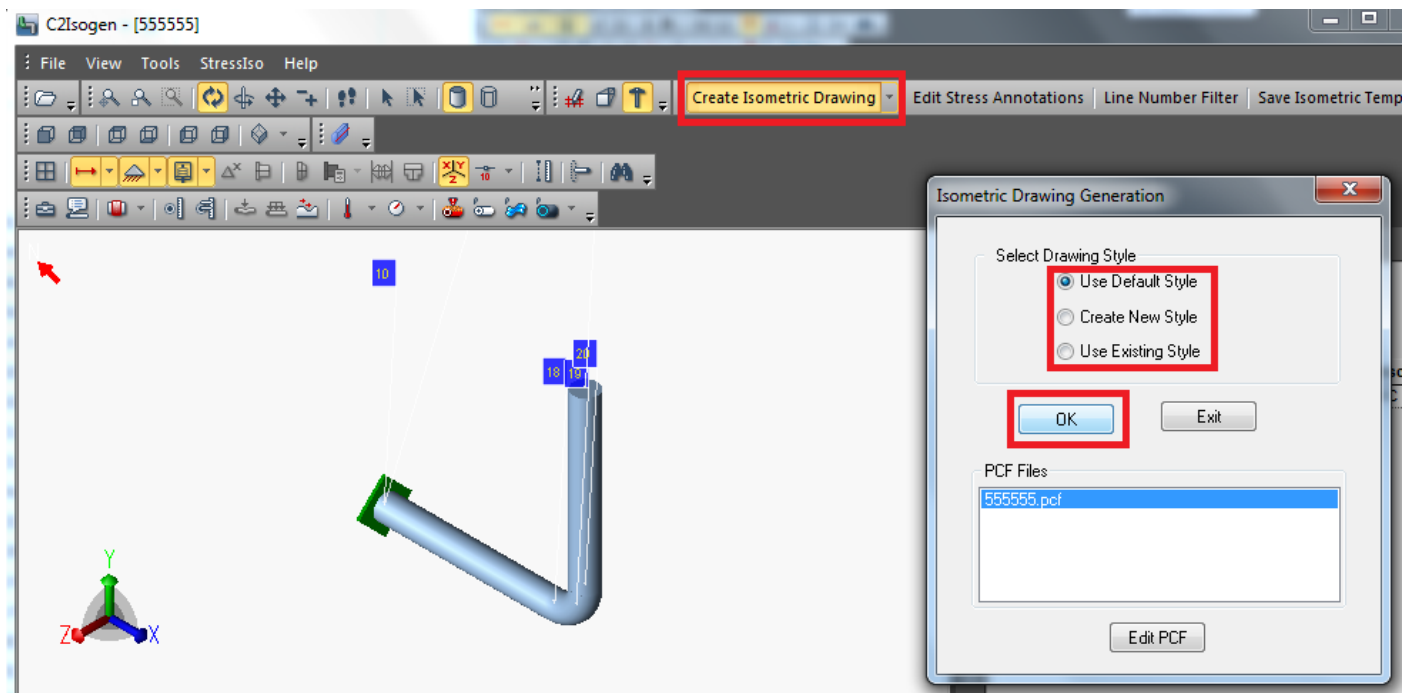 C2Isogen - [555555]
File View Tools StressIso Help
Create Isometric Drawing Edit Stress Annotations Line Number Filter Save Isometric Temp
X Y Z 10
Isometric Drawing Generation
Select Drawing Style
Use Default Style
Create New Style
Use Existing Style
OK Exit
PCF Files
555555.pcf
Edit PCF
10
20
18 19
Y
Z X